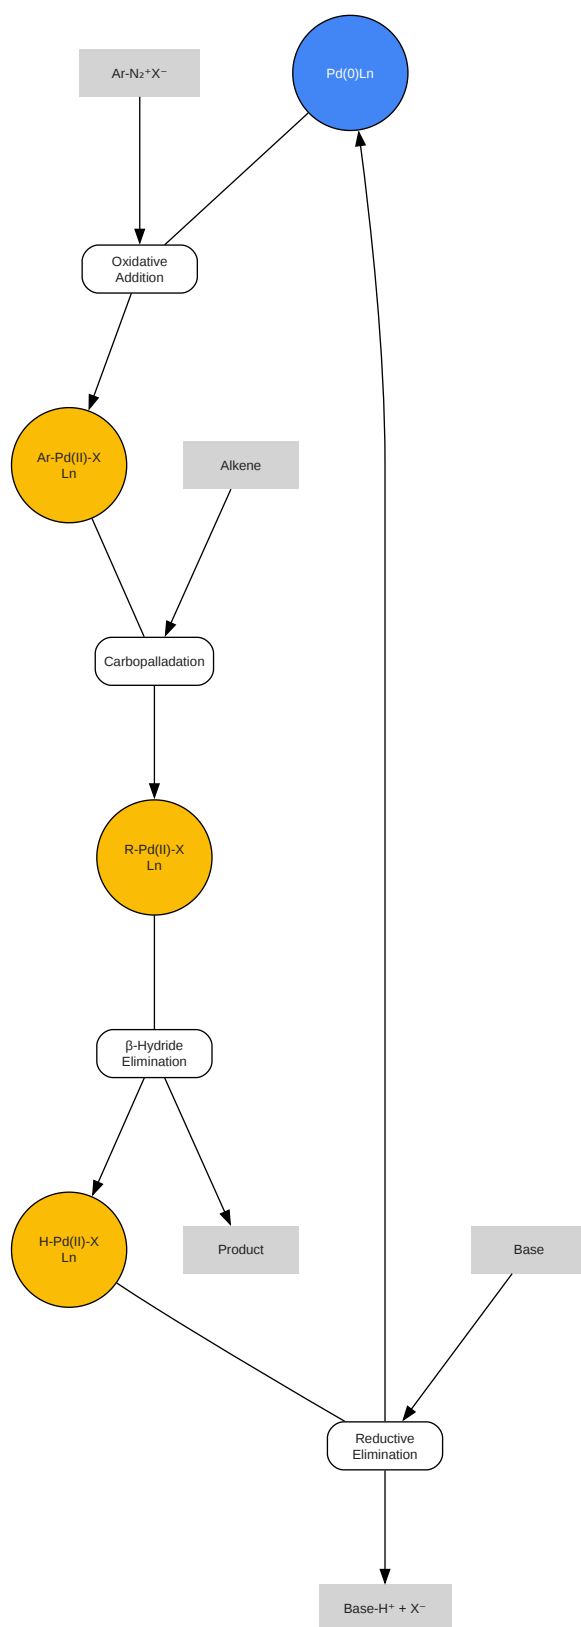 Ar-N₂⁺X⁻
Pd(0)Ln
Oxidative
Addition
Ar-Pd(II)-X
Ln
Alkene
Carbopalladation
R-Pd(II)-X
Ln
β-Hydride
Elimination
H-Pd(II)-X
Ln
Product
Base
Reductive
Elimination
Base-H⁺ + X⁻